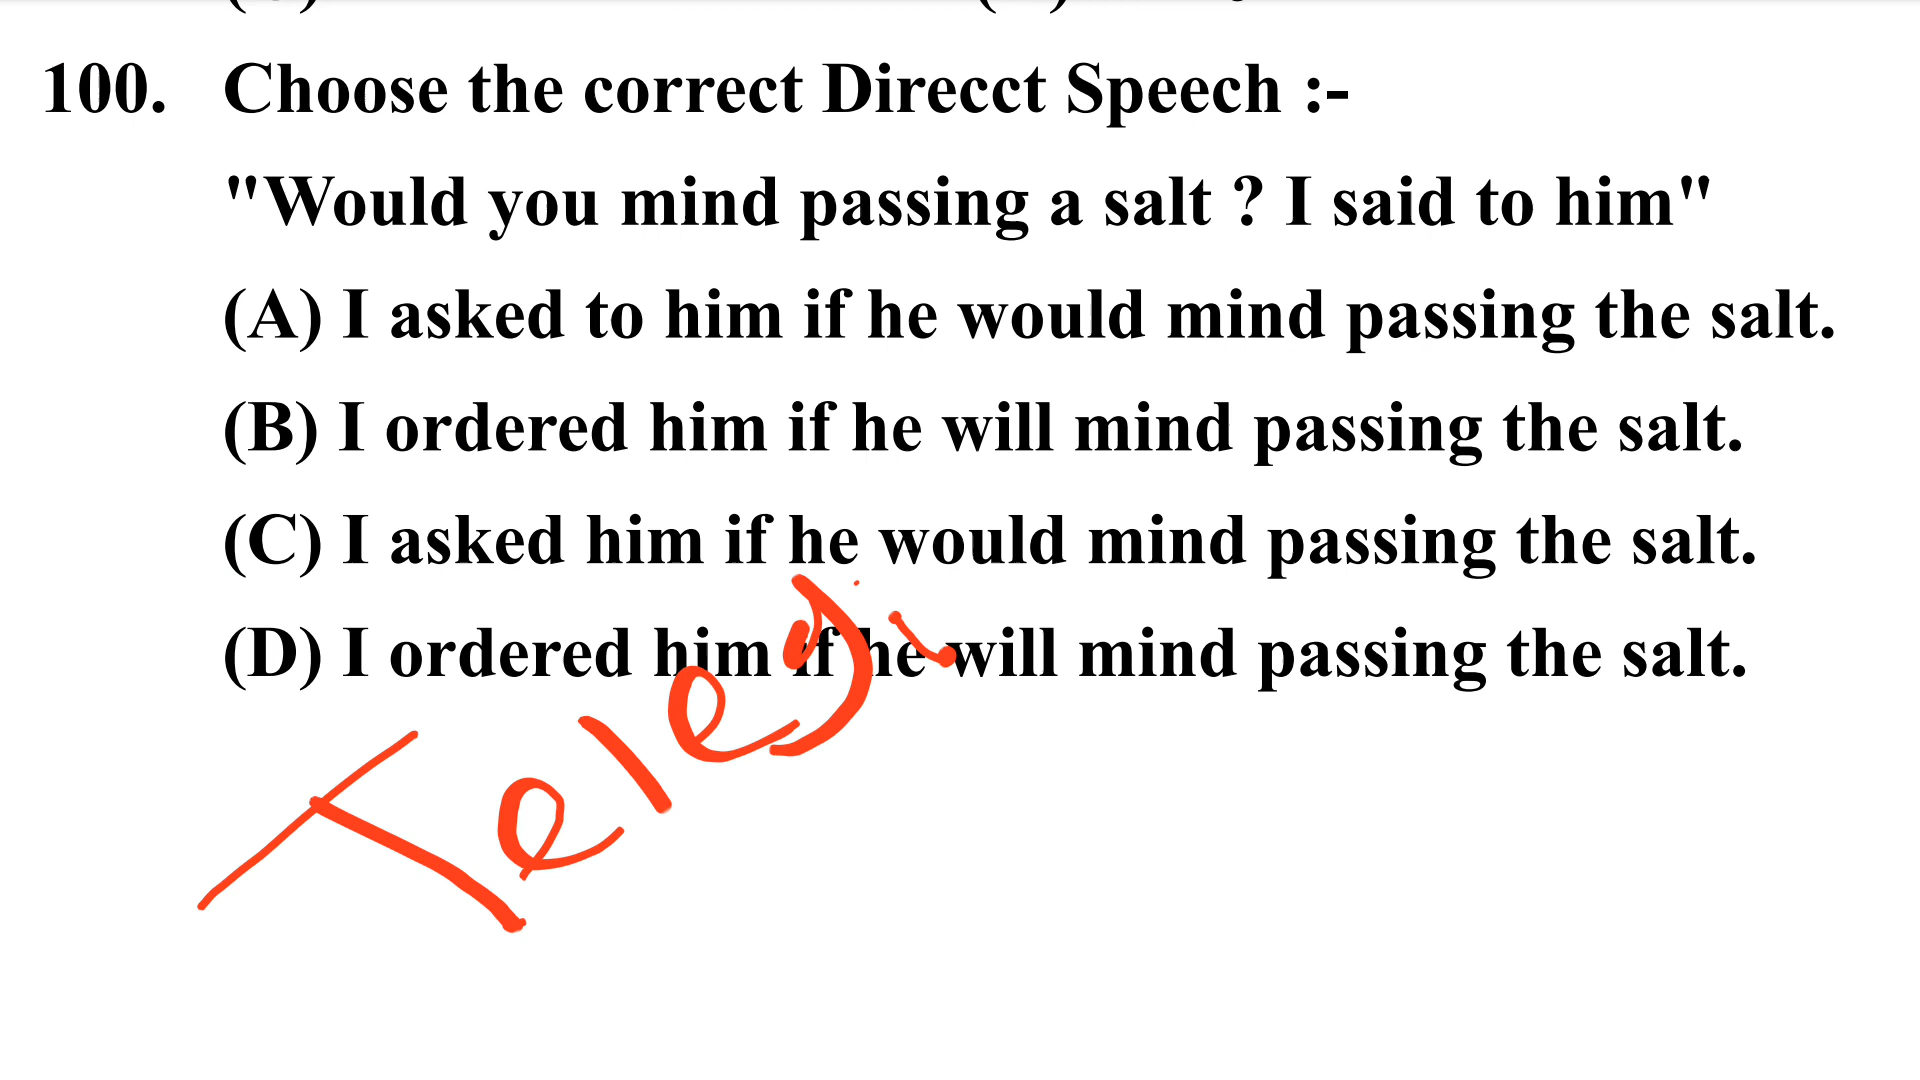 100. Choose the correct Direcct Speech :-
"Would you mind passing a salt ? I said to him"
(A) I asked to him if he would mind passing the salt.
(B) I ordered him if he will mind passing the salt.
(C) I asked him if he would mind passing the salt.
(D) I ordered him if he will mind passing the salt.